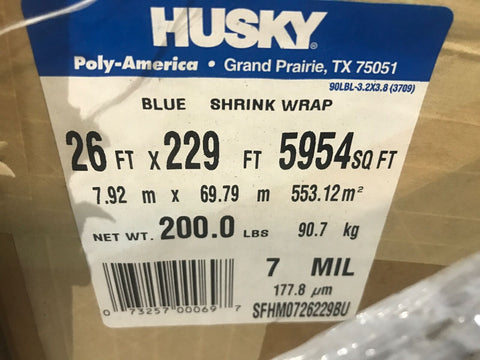 HUSKY®
Poly-America • Grand Prairie, TX 75051
90LBL-3.2X3.8 (3709)
BLUE SHRINK WRAP
26 FT X 229 FT 5954 SQ FT
7.92 m x 69.79 m 553.12 m²
NET WT. 200.0 LBS 90.7 kg
7 MIL
177.8 µm
0 73257 00069 7
SFHM0726229BU